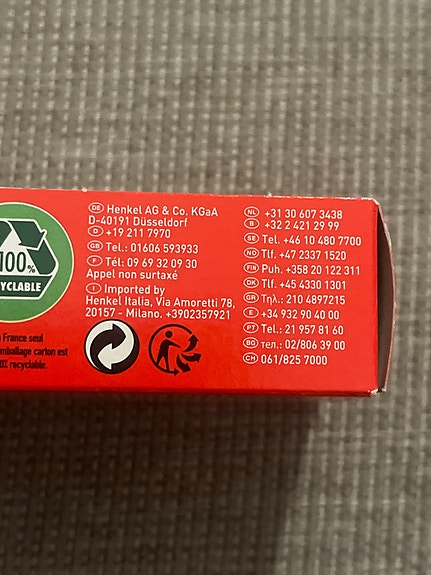 100%
CYCLABLE
France seul
emballage carton est
recyclable.
DE Henkel AG & Co. KGaA
D-40191 Düsseldorf
D +19 211 7970
GB Tel.: 01606 593933
F Tél: 09 69 32 09 30
Appel non surtaxé
I Imported by
Henkel Italia, Via Amoretti 78,
20157 - Milano. +3902357921
NL +31 30 607 3438
B +32 2 421 29 99
SE Tel. +46 10 480 7700
NO Tlf. +47 2337 1520
FIN Puh. +358 20 122 311
DK Tlf. +45 4330 1301
GR Τηλ.: 210 4897215
E +34 932 90 40 00
PT Tel.: 21 957 81 60
BG тел.: 02/806 39 00
CH 061/825 7000